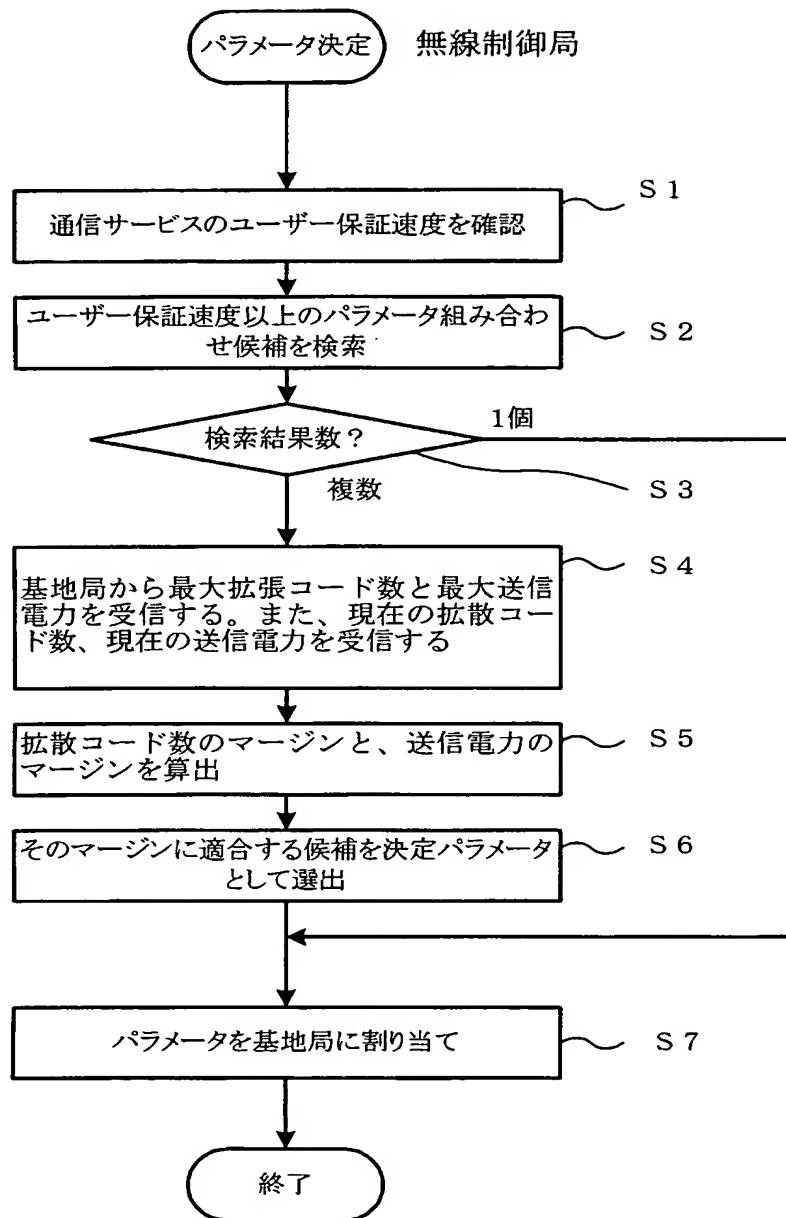 パラメータ決定
無線制御局
S1
通信サービスのユーザー保証速度を確認
ユーザー保証速度以上のパラメータ組み合わ
せ候補を検索
S2
検索結果数?
1個
複数
S3
基地局から最大拡張コード数と最大送信
電力を受信する。また、現在の拡散コー
ド数、現在の送信電力を受信する
S4
拡散コード数のマージンと、送信電力の
マージンを算出
S5
そのマージンに適合する候補を決定パラメータ
として選出
S6
パラメータを基地局に割り当て
S7
終了